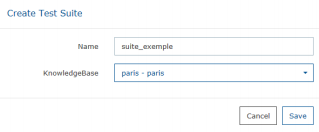 Create Test Suite
Name suite_exemple
KnowledgeBase paris - paris
Cancel Save